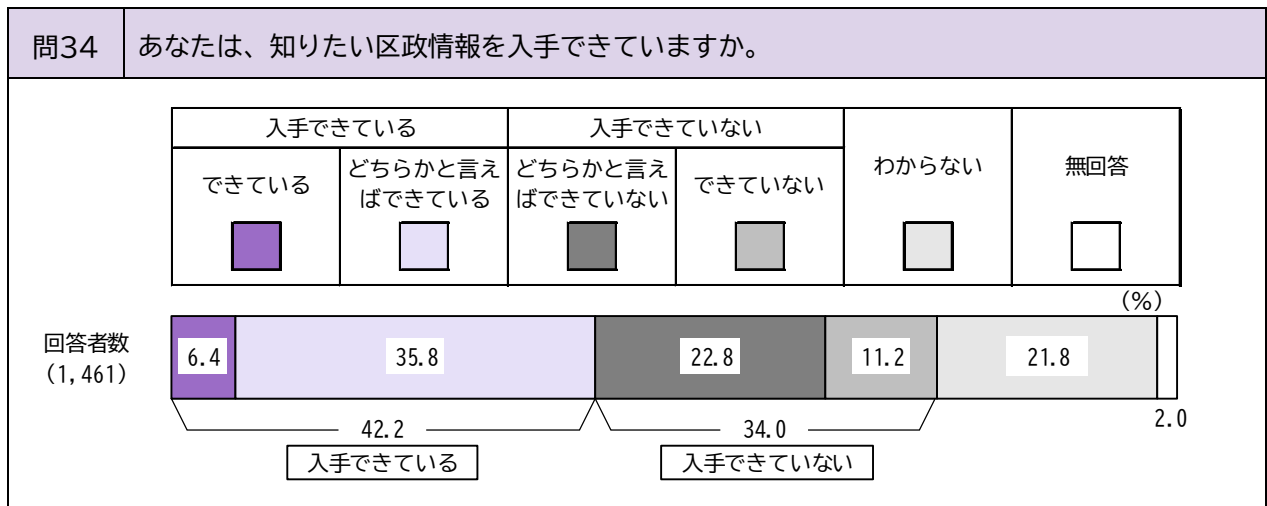 問34 あなたは、知りたい区政情報を入手できていますか。
入手できている 入手できていない
できている どちらかと言え
ばできている どちらかと言え
ばできていない できていない わからない 無回答
(%)
回答者数
(1,461)
6.4 35.8 22.8 11.2 21.8
2.0
42.2 34.0
入手できている 入手できていない